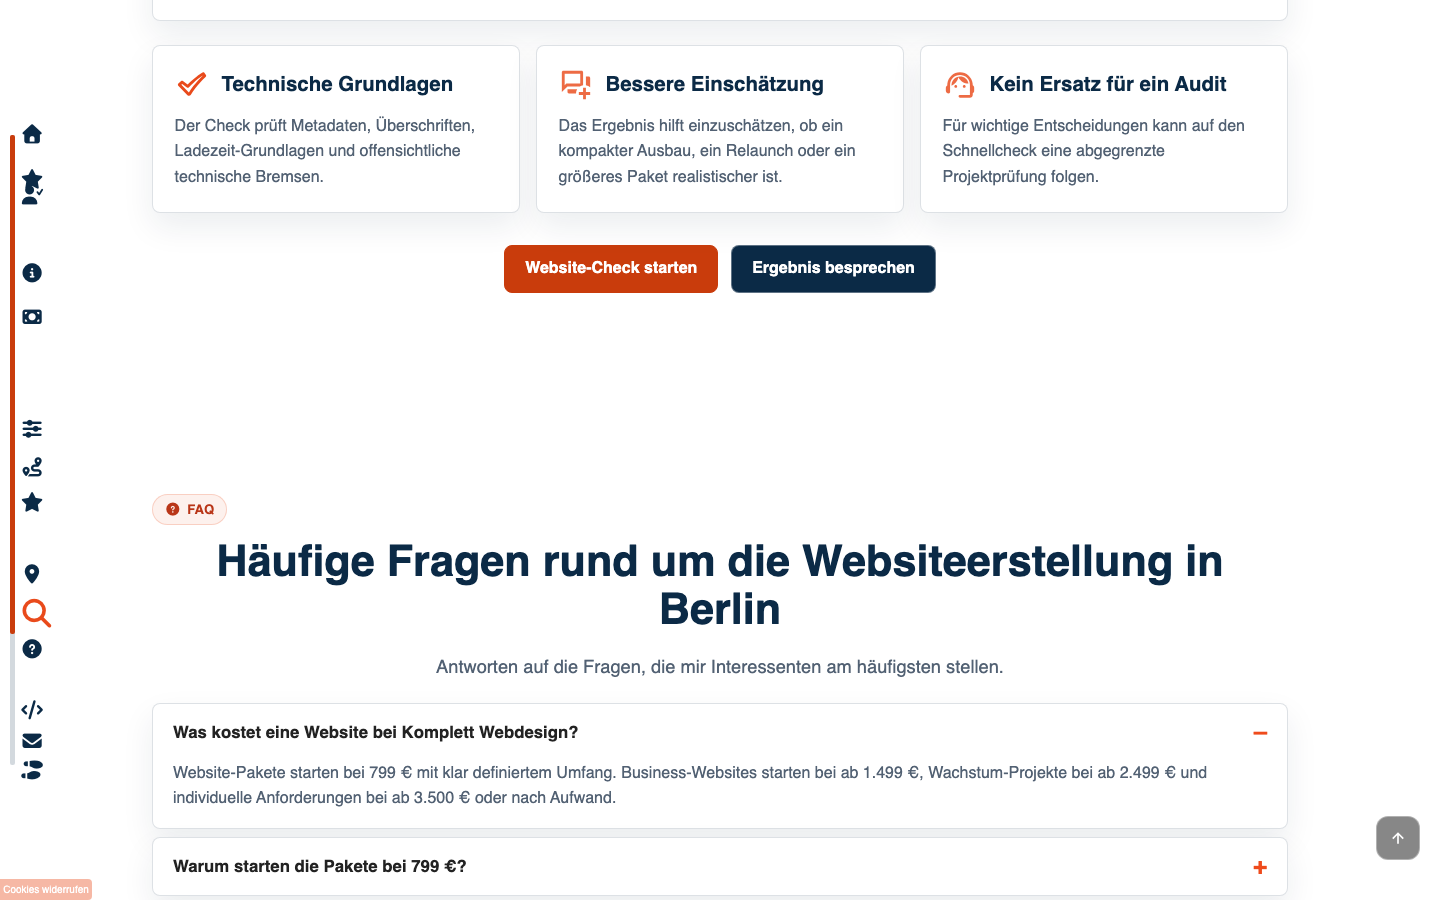 Technische Grundlagen
Der Check prüft Metadaten, Überschriften,
Ladezeit-Grundlagen und offensichtliche
technische Bremsen.
Bessere Einschätzung
Das Ergebnis hilft einzuschätzen, ob ein
kompakter Ausbau, ein Relaunch oder ein
größeres Paket realistischer ist.
Kein Ersatz für ein Audit
Für wichtige Entscheidungen kann auf den
Schnellcheck eine abgegrenzte
Projektprüfung folgen.
Website-Check starten
Ergebnis besprechen
FAQ
Häufige Fragen rund um die Websiteerstellung in
Berlin
Antworten auf die Fragen, die mir Interessenten am häufigsten stellen.
Was kostet eine Website bei Komplett Webdesign?
Website-Pakete starten bei 799 € mit klar definiertem Umfang. Business-Websites starten bei ab 1.499 €, Wachstum-Projekte bei ab 2.499 € und
individuelle Anforderungen bei ab 3.500 € oder nach Aufwand.
Warum starten die Pakete bei 799 €?
Cookies widerrufen